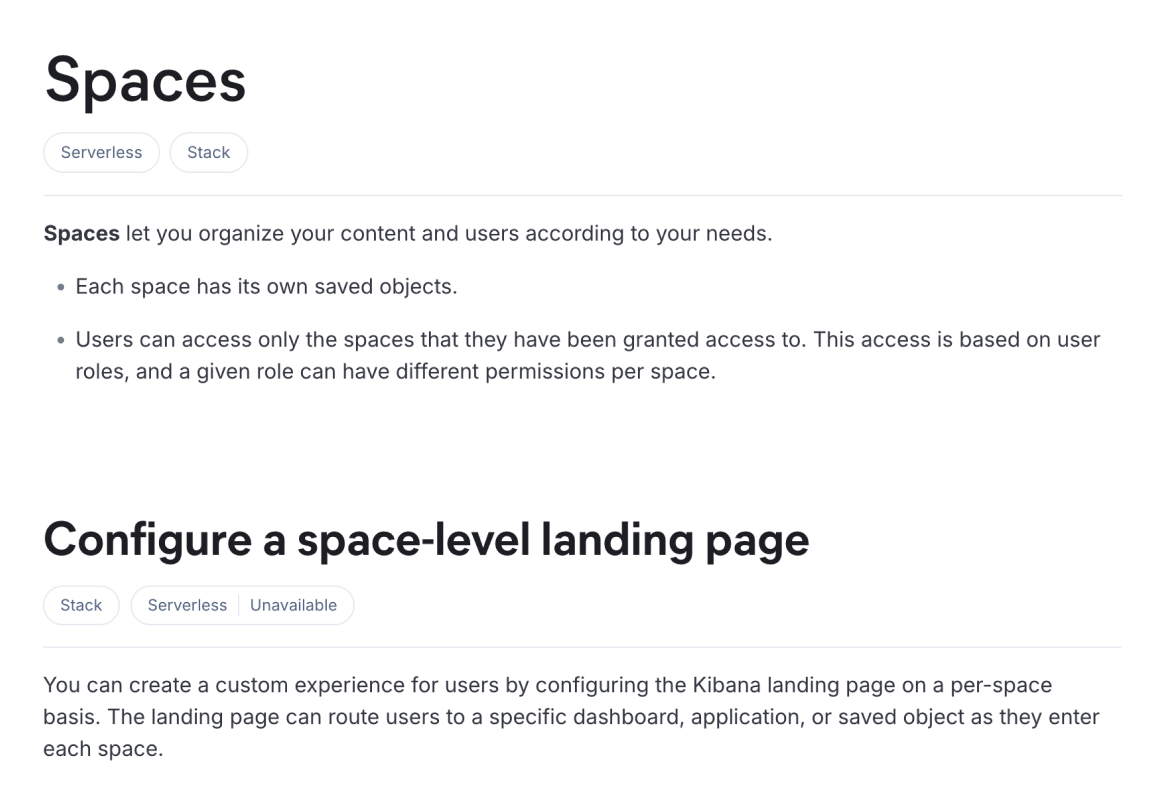 Spaces
Serverless Stack
Spaces let you organize your content and users according to your needs.
• Each space has its own saved objects.
• Users can access only the spaces that they have been granted access to. This access is based on user
roles, and a given role can have different permissions per space.
Configure a space-level landing page
Stack Serverless Unavailable
You can create a custom experience for users by configuring the Kibana landing page on a per-space
basis. The landing page can route users to a specific dashboard, application, or saved object as they enter
each space.